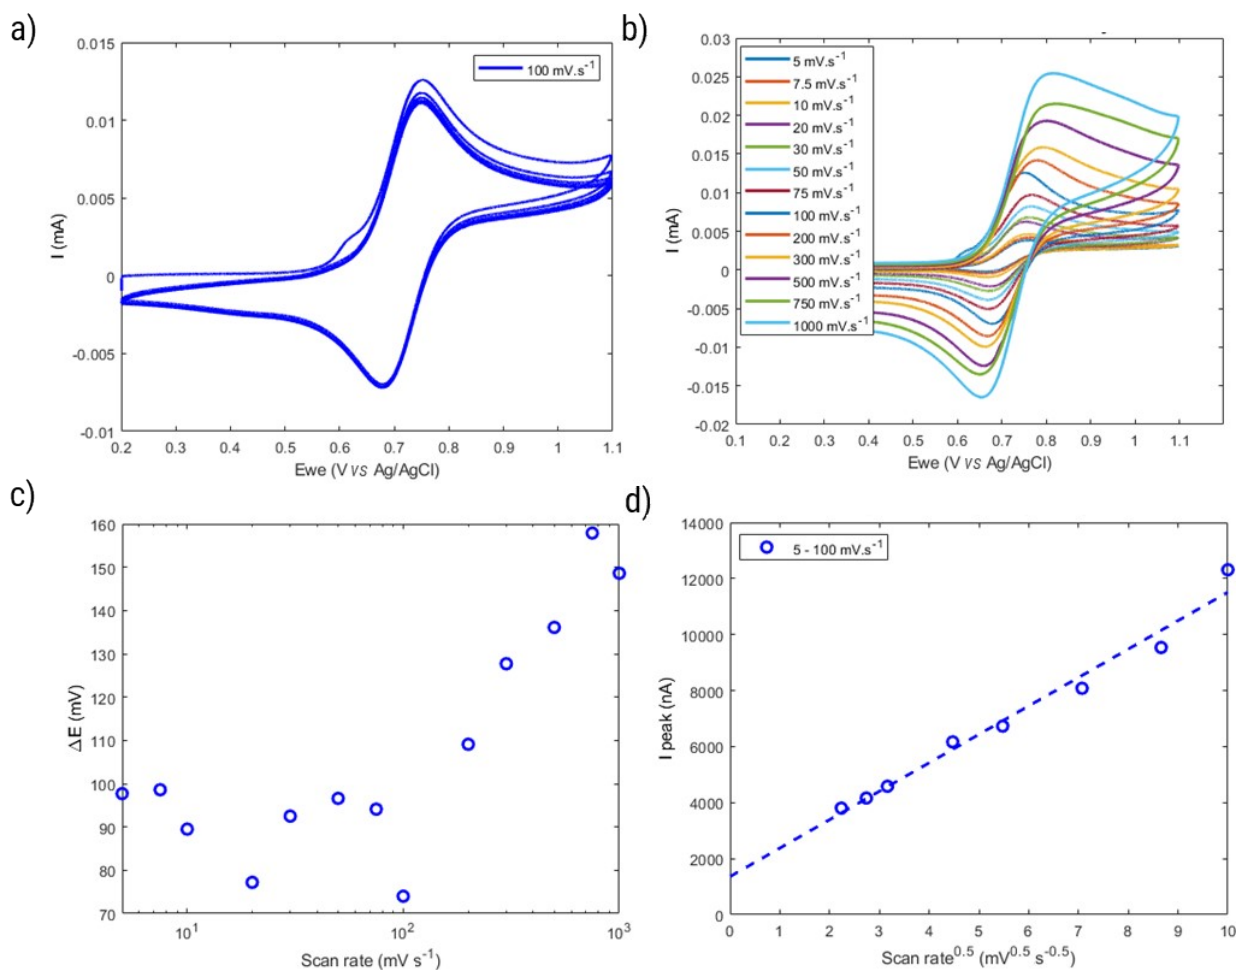 a)
0.015
0.01
0.005
0
-0.005
-0.01
I (mA)
100 mV.s⁻¹
0.2 0.3 0.4 0.5 0.6 0.7 0.8 0.9 1 1.1
Ewe (V vs Ag/AgCl)
b)
0.03
0.025
0.02
0.015
0.01
0.005
0
-0.005
-0.01
-0.015
-0.02
I (mA)
5 mV.s⁻¹
7.5 mV.s⁻¹
10 mV.s⁻¹
20 mV.s⁻¹
30 mV.s⁻¹
50 mV.s⁻¹
75 mV.s⁻¹
100 mV.s⁻¹
200 mV.s⁻¹
300 mV.s⁻¹
500 mV.s⁻¹
750 mV.s⁻¹
1000 mV.s⁻¹
0.1 0.2 0.3 0.4 0.5 0.6 0.7 0.8 0.9 1 1.1
Ewe (V vs Ag/AgCl)
c)
160
150
140
130
120
110
100
90
80
70
ΔE (mV)
10¹ 10² 10³
Scan rate (mV s⁻¹)
d)
14000
12000
10000
8000
6000
4000
2000
0
I peak (nA)
5 - 100 mV.s⁻¹
0 1 2 3 4 5 6 7 8 9 10
Scan rate⁰·⁵ (mV⁰·⁵ s⁻⁰·⁵)